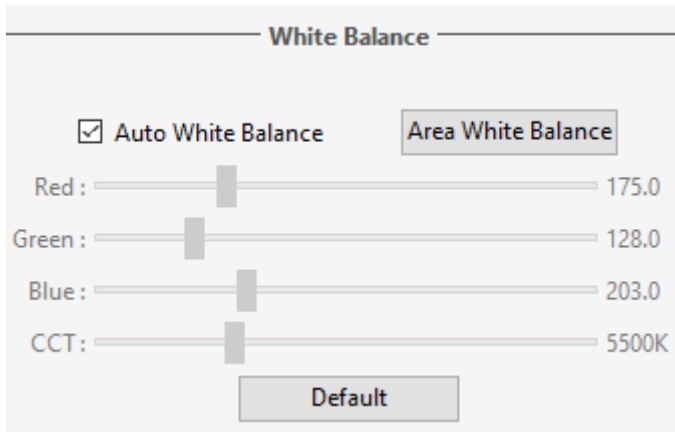 White Balance
Auto White Balance
Area White Balance
Red : 175.0
Green : 128.0
Blue : 203.0
CCT : 5500K
Default